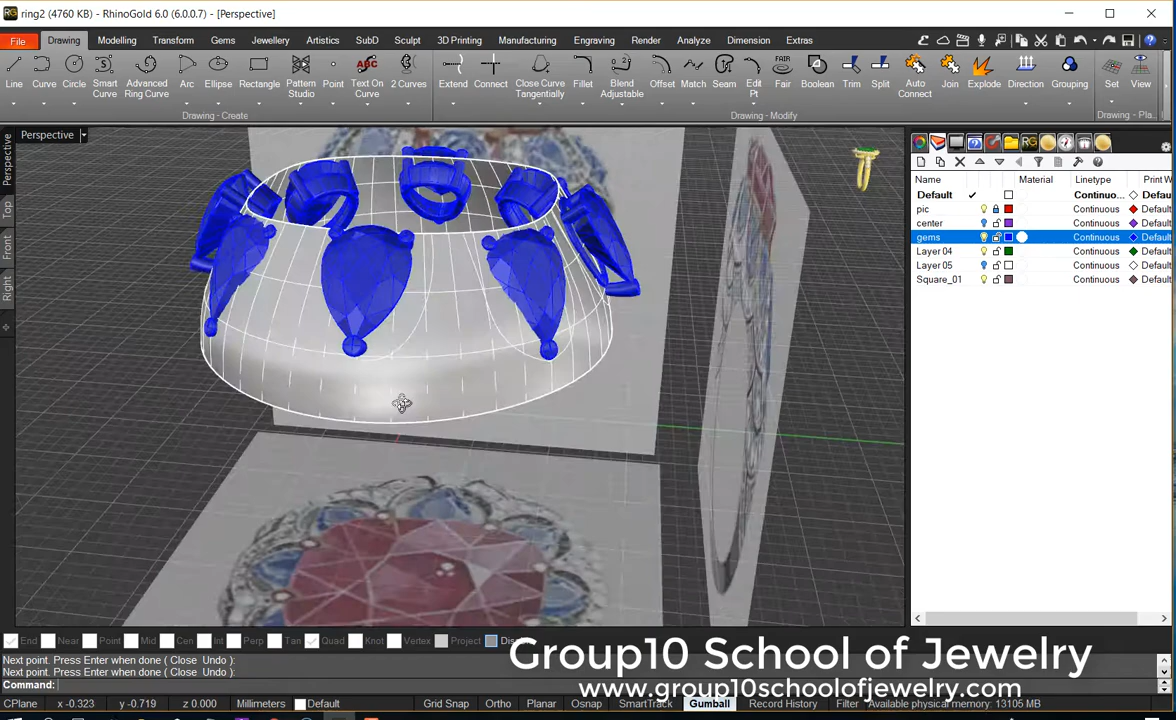 ring2 (4760 KB) - RhinoGold 6.0 (6.0.0.7) - [Perspective]
File Drawing Modelling Transform Gems Jewellery Artistics SubD Sculpt 3D Printing Manufacturing Engraving Render Analyze Dimension Extras
Line Curve Circle Smart Curve Advanced Ring Curve Arc Ellipse Rectangle Pattern Studio Point Text On Curve 2 Curves Extend Connect Close Curve Tangentially Fillet Blend Adjustable Offset Match Seam Edit Pt Fair Boolean Trim Split Auto Connect Join Explode Direction Grouping Set View
Drawing - Create Drawing - Modify Drawing - Pla...
Perspective
Perspective
Top
Front
Right
Name Material Linetype Print W
Default Continuo... Default
pic Continuous Default
center Continuous Default
gems Continuous Default
Layer 04 Continuous Default
Layer 05 Continuous Default
Square_01 Continuous Default
End Near Point Mid Cen Int Perp Tan Quad Knot Vertex Project
Group10 School of Jewelry
www.group10schoolofjewelry.com
Next point. Press Enter when done ( Close Undo ):
Next point. Press Enter when done ( Close Undo ):
Command:
CPlane x -0.323 y -0.719 z 0.000 Millimeters Default Grid Snap Ortho Planar Osnap SmartTrack Gumball Record History Filter Available physical memory: 13105 MB